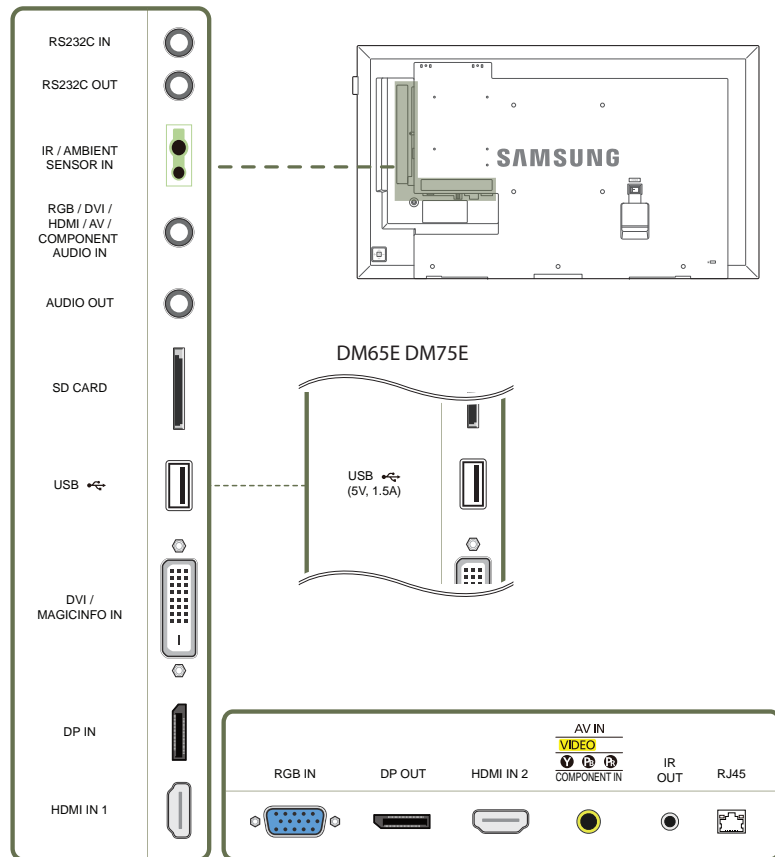 RS232C IN
RS232C OUT
IR / AMBIENT
SENSOR IN
RGB / DVI /
HDMI / AV /
COMPONENT
AUDIO IN
AUDIO OUT
SD CARD
USB
DVI /
MAGICINFO IN
DP IN
HDMI IN 1
SAMSUNG
DM65E DM75E
USB
(5V, 1.5A)
RGB IN
DP OUT
HDMI IN 2
AV IN
VIDEO
Y PB PR
COMPONENT IN
IR
OUT
RJ45